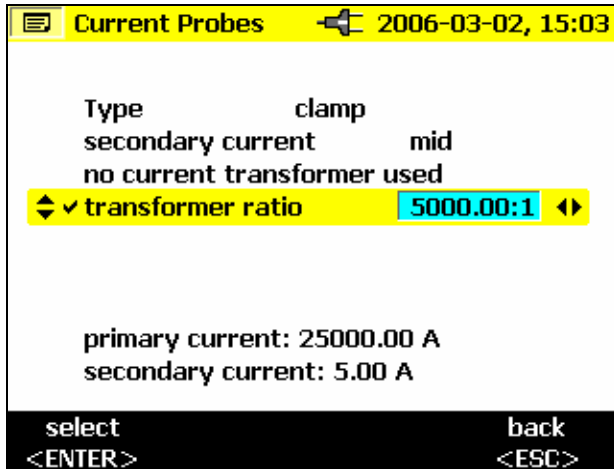 Current Probes 2006-03-02, 15:03
Type clamp
secondary current mid
no current transformer used
transformer ratio 5000.00:1
primary current: 25000.00 A
secondary current: 5.00 A
select back
<ENTER> <ESC>